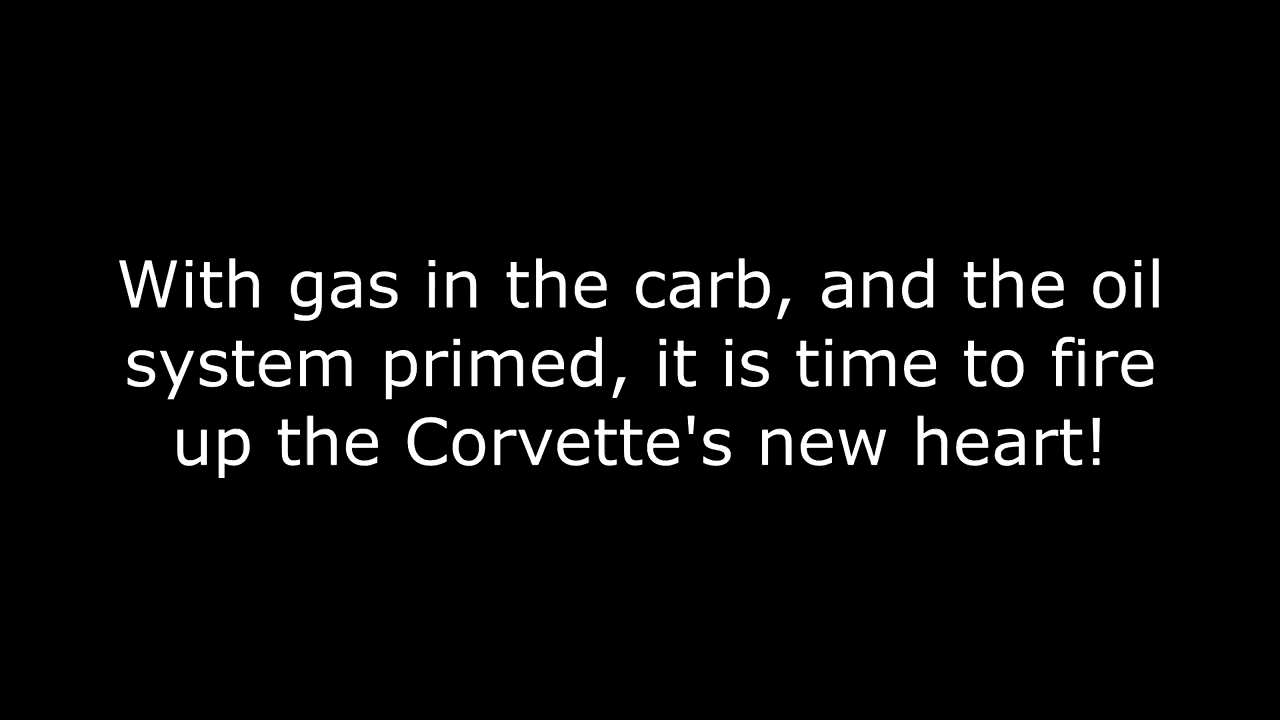 With gas in the carb, and the oil
system primed, it is time to fire
up the Corvette's new heart!